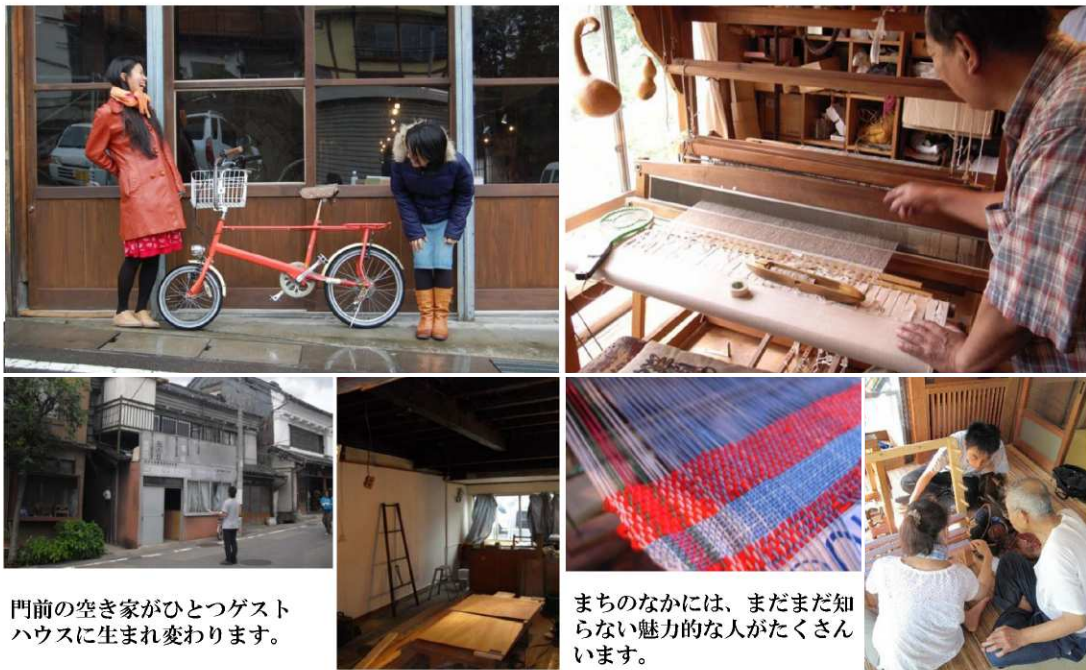 門前の空き家がひとつゲスト
ハウスに生まれ変わります。
まちのなかには、まだまだ知
らない魅力的な人がたくさん
います。